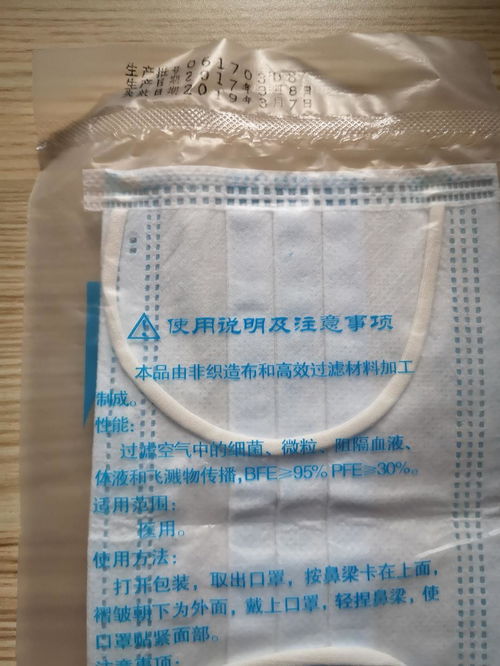 生产批号 06170308
生产日期 2017年3月8日
失效日期 2019年3月7日
使用说明及注意事项
本品由非织造布和高效过滤材料加工
制成。
性能:
过滤空气中的细菌、微粒、阻隔血液、
体液和飞溅物传播,BFE≥95% PFE≥30%。
适用范围:
医用。
使用方法:
打开包装，取出口罩，按鼻梁卡在上面，
褶皱朝下为外面，戴上口罩，轻捏鼻梁，使
口罩贴紧面部。
注意事项: